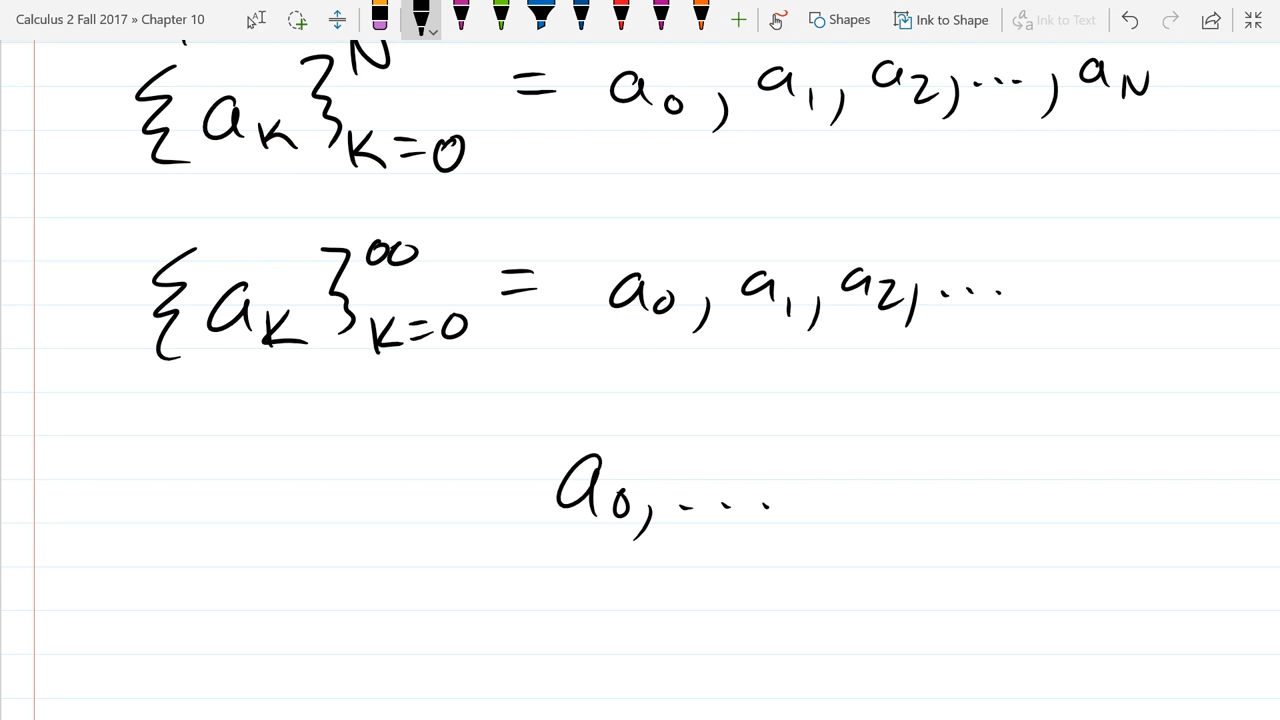 Calculus 2 Fall 2017 » Chapter 10 Shapes Ink to Shape Ink to Text
{a_K}_{K=0}^{N} = a_0, a_1, a_2, ..., a_N
{a_K}_{K=0}^{∞} = a_0, a_1, a_2, ...
a_0, ....